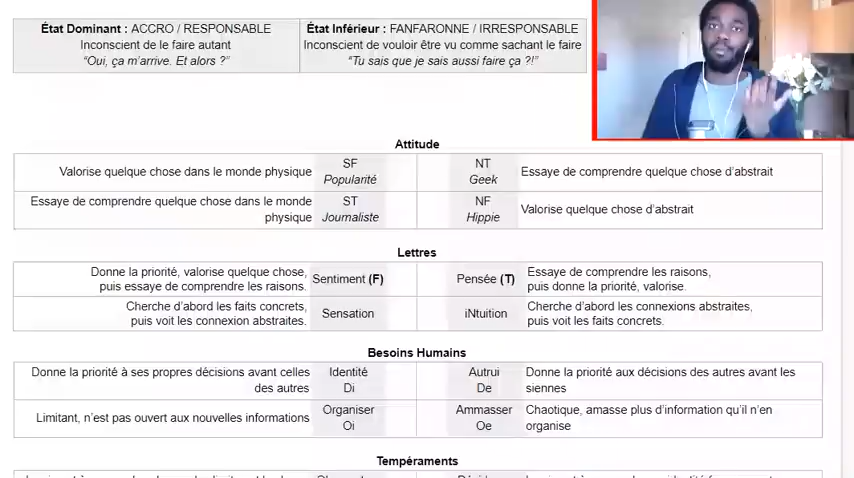 État Dominant : ACCRO / RESPONSABLE
Inconscient de le faire autant
“Oui, ça m’arrive. Et alors ?”
État Inférieur : FANFARONNE / IRRESPONSABLE
Inconscient de vouloir être vu comme sachant le faire
“Tu sais que je sais aussi faire ça ?!”
Attitude
Valorise quelque chose dans le monde physique
SF
Popularité
NT
Geek
Essaye de comprendre quelque chose d’abstrait
Essaye de comprendre quelque chose dans le monde
physique
ST
Journaliste
NF
Hippie
Valorise quelque chose d’abstrait
Lettres
Donne la priorité, valorise quelque chose,
puis essaye de comprendre les raisons.
Sentiment (F)
Pensée (T)
Essaye de comprendre les raisons,
puis donne la priorité, valorise.
Cherche d’abord les faits concrets,
puis voit les connexion abstraites.
Sensation
iNtuition
Cherche d’abord les connexions abstraites,
puis voit les faits concrets.
Besoins Humains
Donne la priorité à ses propres décisions avant celles
des autres
Identité
Di
Autrui
De
Donne la priorité aux décisions des autres avant les
siennes
Limitant, n’est pas ouvert aux nouvelles informations
Organiser
Oi
Ammasser
Oe
Chaotique, amasse plus d’information qu’il n’en
organise
Tempéraments